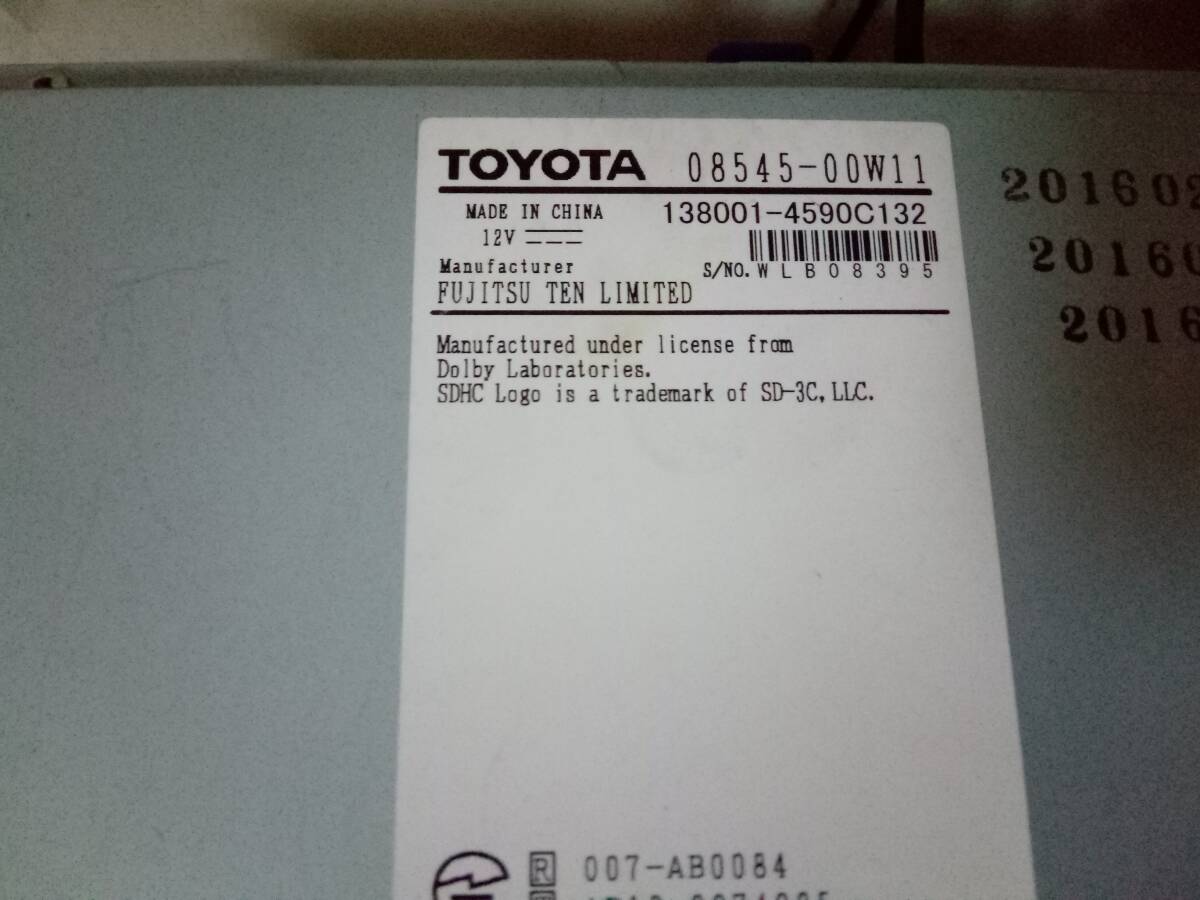 TOYOTA 08545-00W11
MADE IN CHINA 138001-4590C132
12V
Manufacturer S/NO. WLB08395
FUJITSU TEN LIMITED
Manufactured under license from
Dolby Laboratories.
SDHC Logo is a trademark of SD-3C, LLC.
R 007-AB0084